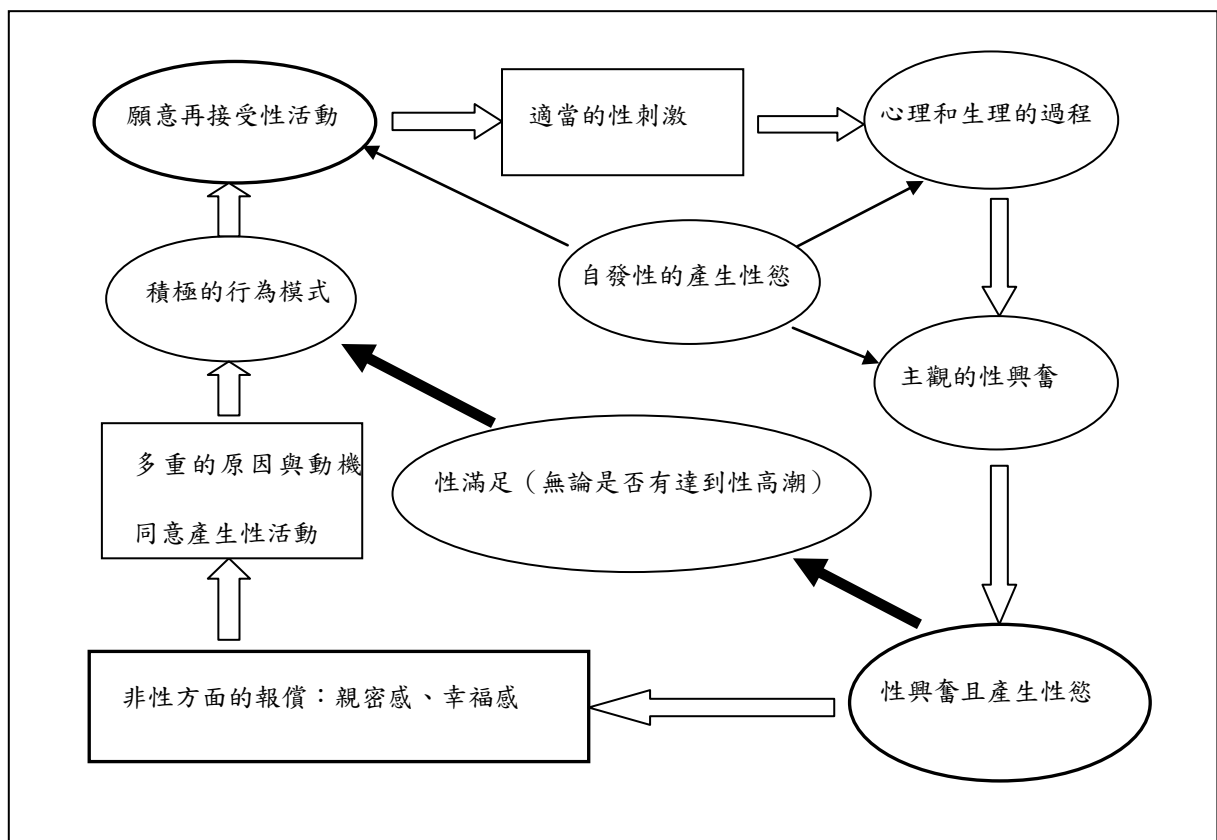 願意再接受性活動
適當的性刺激
心理和生理的過程
自發性的產生性慾
積極的行為模式
主觀的性興奮
多重的原因與動機
同意產生性活動
性滿足（無論是否有達到性高潮）
非性方面的報償：親密感、幸福感
性興奮且產生性慾